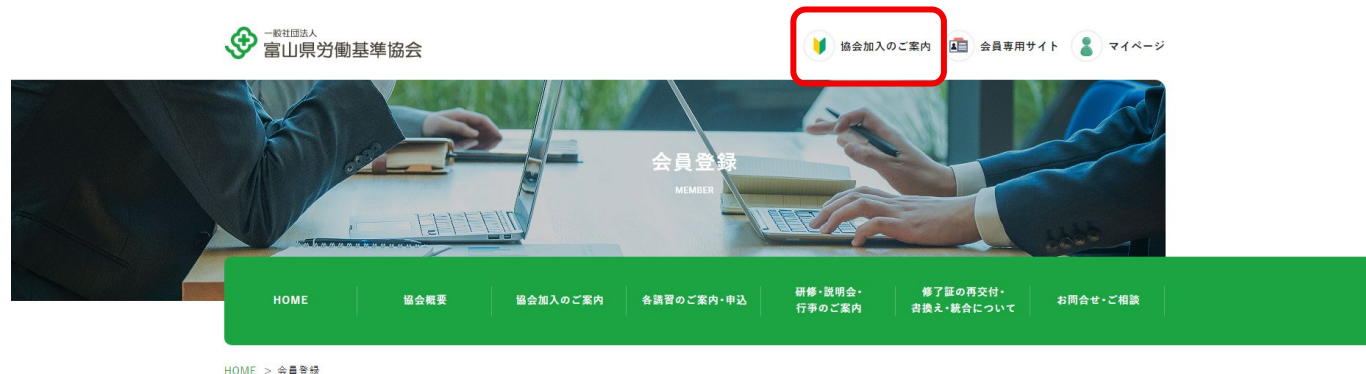 一般社団法人
富山県労働基準協会
協会加入のご案内
会員専用サイト
マイページ
会員登録
MEMBER
HOME
協会概要
協会加入のご案内
各講習のご案内・申込
研修・説明会・
行事のご案内
修了証の再交付・
書換え・統合について
お問合せ・ご相談
HOME > 会員登録